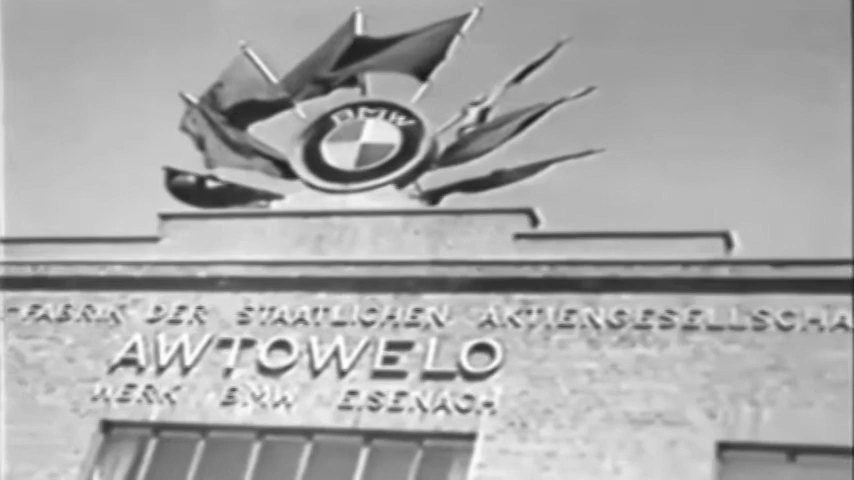 BMW
-FABRIK DER STAATLICHEN AKTIENGESELLSCHA
AWTOWELO
WERK BMW EISENACH